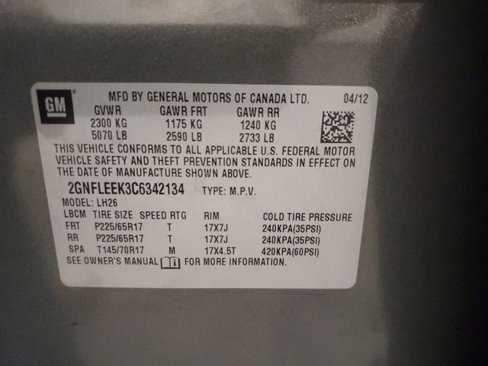 GM
MFD BY GENERAL MOTORS OF CANADA LTD. 04/12
GVWR GAWR FRT GAWR RR
2300 KG 1175 KG 1240 KG
5070 LB 2590 LB 2733 LB
THIS VEHICLE CONFORMS TO ALL APPLICABLE U.S. FEDERAL MOTOR
VEHICLE SAFETY AND THEFT PREVENTION STANDARDS IN EFFECT ON
THE DATE OF MANUFACTURE SHOWN ABOVE.
2GNFLEEK3C6342134 TYPE: M.P.V.
MODEL: LH26
LBCM TIRE SIZE SPEED RTG RIM COLD TIRE PRESSURE
FRT P225/65R17 T 17X7J 240KPA(35PSI)
RR P225/65R17 T 17X7J 240KPA(35PSI)
SPA T145/70R17 M 17X4.5T 420KPA(60PSI)
SEE OWNER'S MANUAL i FOR MORE INFORMATION.